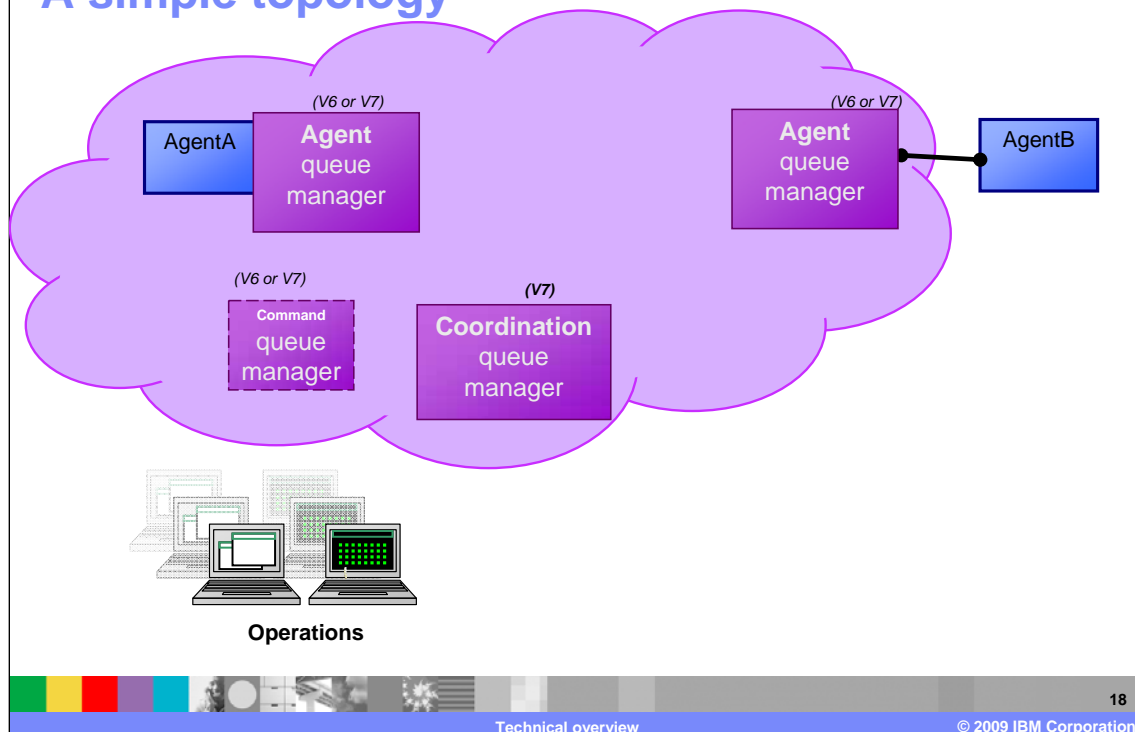 A simple topology
(V6 or V7)
AgentA
Agent
queue
manager
(V6 or V7)
Agent
queue
manager
AgentB
(V6 or V7)
Command
queue
manager
(V7)
Coordination
queue
manager
Operations
18
Technical overview
© 2009 IBM Corporation